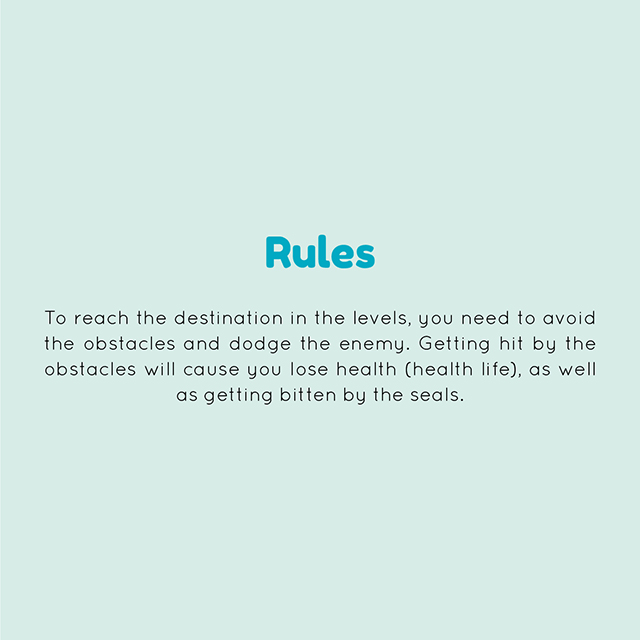 Rules
To reach the destination in the levels, you need to avoid
the obstacles and dodge the enemy. Getting hit by the
obstacles will cause you lose health (health life), as well
as getting bitten by the seals.